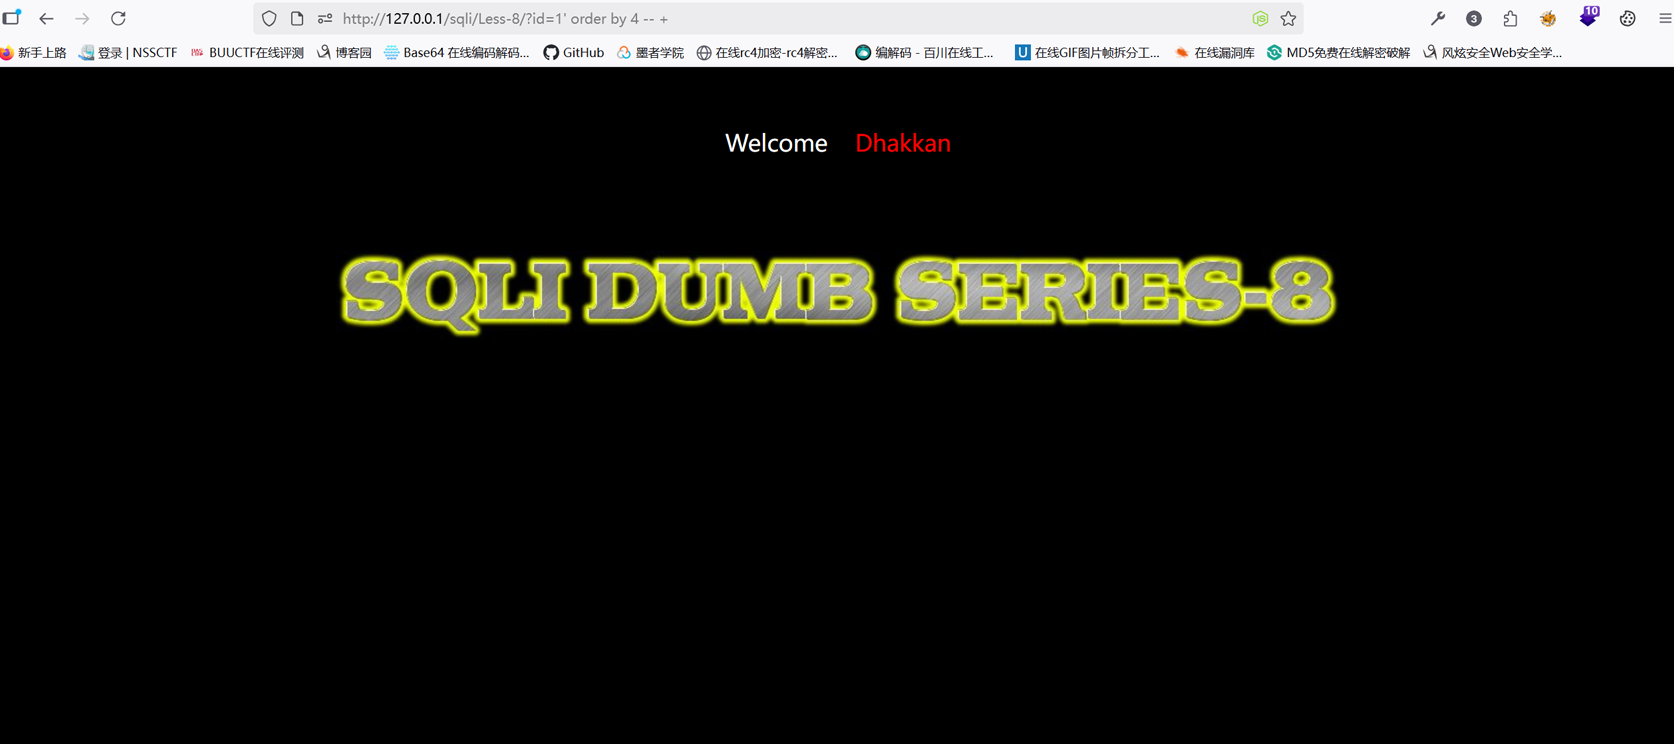 http://127.0.0.1/sqli/Less-8/?id=1' order by 4 -- +
3
10
新手上路 登录 | NSSCTF BUUCTF在线评测 博客园 Base64 在线编码解码... GitHub 墨者学院 在线rc4加密-rc4解密... 编解码 - 百川在线工... U 在线GIF图片帧拆分工... 在线漏洞库 MD5免费在线解密破解 风炫安全Web安全学...
Welcome Dhakkan
SQLI DUMB SERIES-8